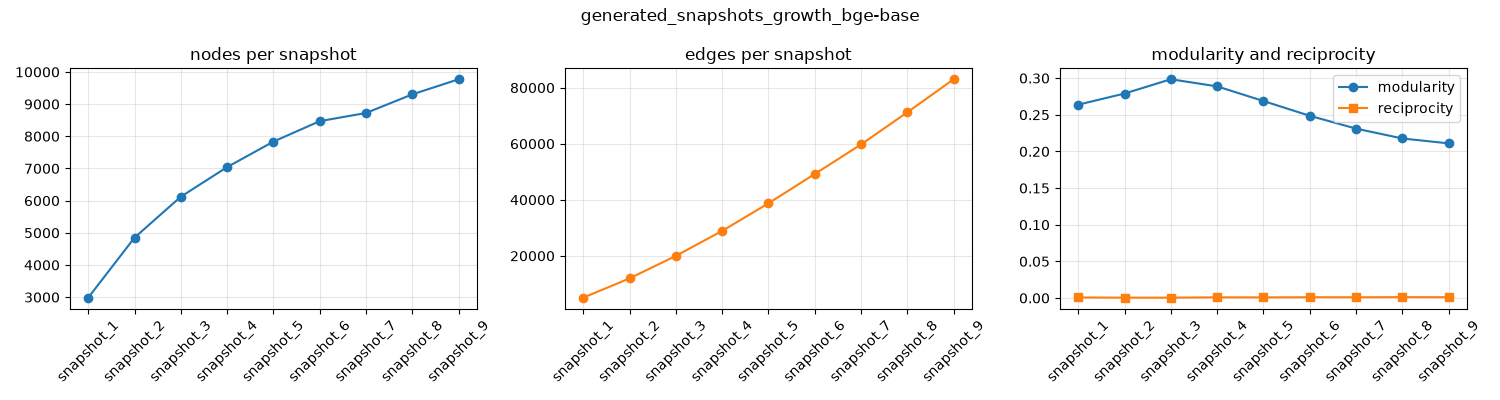 generated_snapshots_growth_bge-base
nodes per snapshot
10000
9000
8000
7000
6000
5000
4000
3000
snapshot_1
snapshot_2
snapshot_3
snapshot_4
snapshot_5
snapshot_6
snapshot_7
snapshot_8
snapshot_9
edges per snapshot
80000
60000
40000
20000
snapshot_1
snapshot_2
snapshot_3
snapshot_4
snapshot_5
snapshot_6
snapshot_7
snapshot_8
snapshot_9
modularity and reciprocity
modularity
reciprocity
0.30
0.25
0.20
0.15
0.10
0.05
0.00
snapshot_1
snapshot_2
snapshot_3
snapshot_4
snapshot_5
snapshot_6
snapshot_7
snapshot_8
snapshot_9